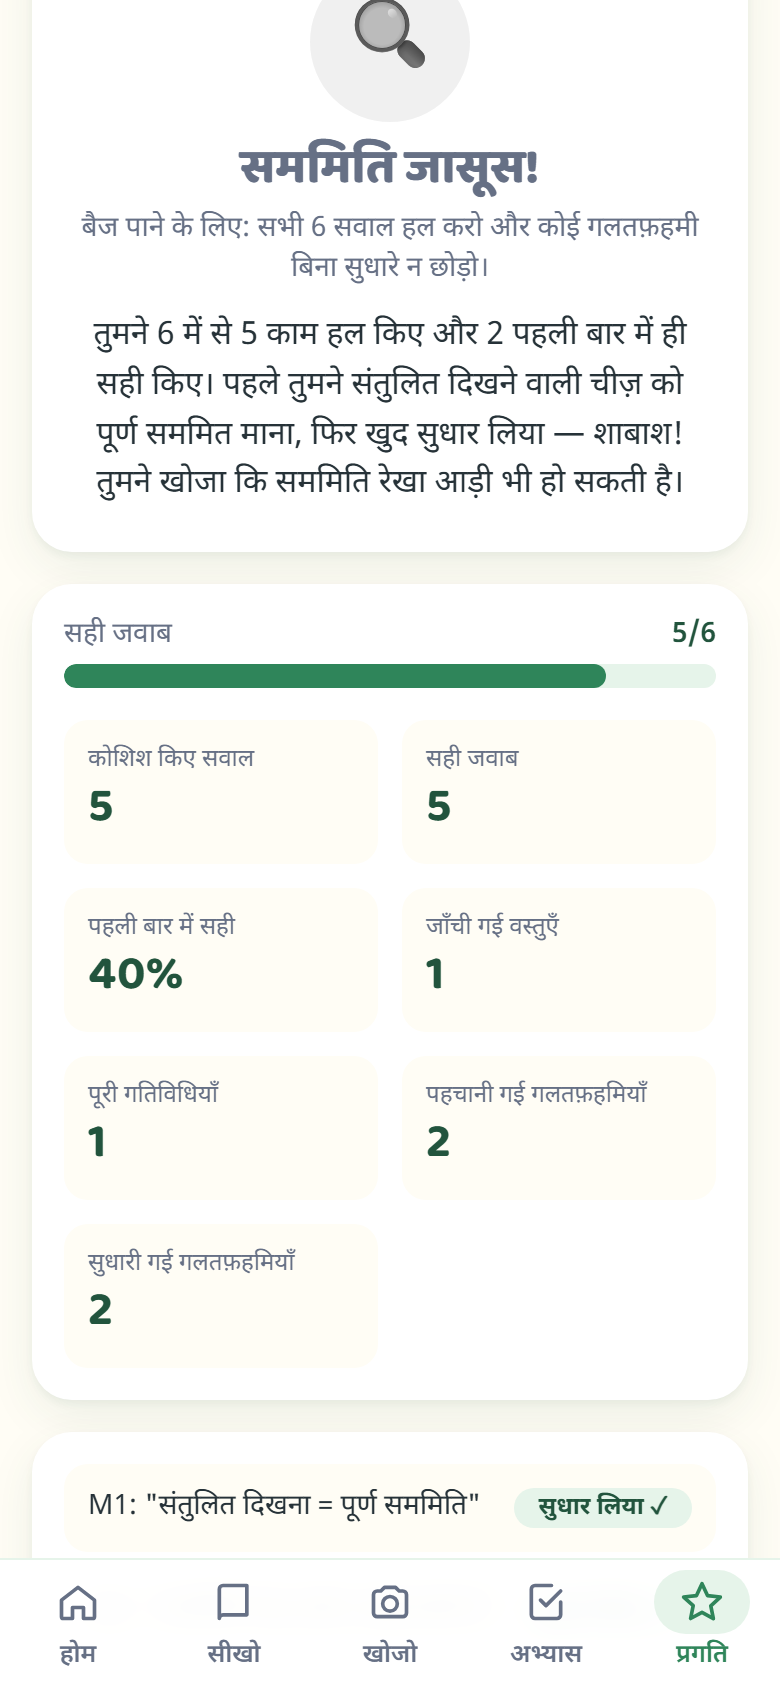 सममिति जासूस!
बैज पाने के लिए: सभी 6 सवाल हल करो और कोई गलतफ़हमी
बिना सुधारे न छोड़ो।
तुमने 6 में से 5 काम हल किए और 2 पहली बार में ही
सही किए। पहले तुमने संतुलित दिखने वाली चीज़ को
पूर्ण सममित माना, फिर खुद सुधार लिया — शाबाश!
तुमने खोजा कि सममिति रेखा आड़ी भी हो सकती है।
सही जवाब 5/6
कोशिश किए सवाल
5
सही जवाब
5
पहली बार में सही
40%
जाँची गई वस्तुएँ
1
पूरी गतिविधियाँ
1
पहचानी गई गलतफ़हमियाँ
2
सुधारी गई गलतफ़हमियाँ
2
M1: "संतुलित दिखना = पूर्ण सममिति" सुधार लिया ✓
होम सीखो खोजो अभ्यास प्रगति